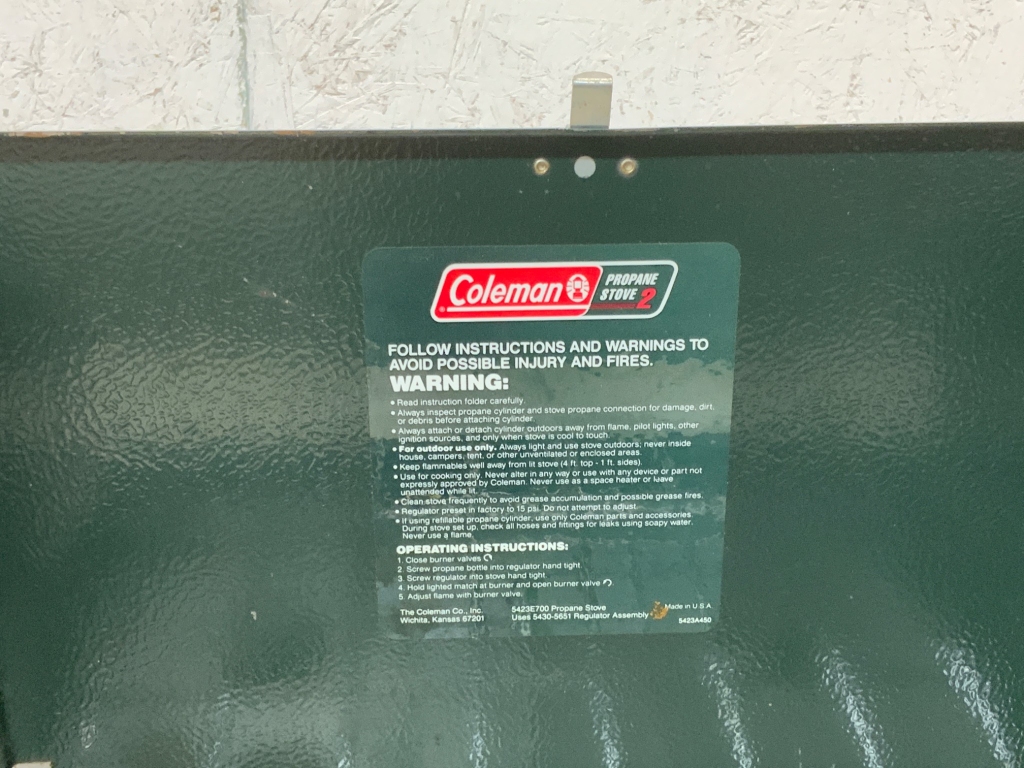 Coleman PROPANE
STOVE 2
FOLLOW INSTRUCTIONS AND WARNINGS TO
AVOID POSSIBLE INJURY AND FIRES.
WARNING:
• Read instruction folder carefully.
• Always inspect propane cylinder and stove propane connection for damage, dirt,
or debris before attaching cylinder.
• Always attach or detach cylinder outdoors away from flame, pilot lights, other
ignition sources, and only when stove is cool to touch.
• For outdoor use only. Always light and use stove outdoors; never inside
house, campers, tent, or other unventilated or enclosed areas.
• Keep flammables well away from lit stove (4 ft. top - 1 ft. sides).
• Use for cooking only. Never alter in any way or use with any device or part not
expressly approved by Coleman. Never use as a space heater or leave
unattended while lit.
• Clean stove frequently to avoid grease accumulation and possible grease fires.
• Regulator preset in factory to 15 psi. Do not attempt to adjust.
• If using refillable propane cylinder, use only Coleman parts and accessories.
During stove set up, check all hoses and fittings for leaks using soapy water.
Never use a flame.
OPERATING INSTRUCTIONS:
1. Close burner valves
2. Screw propane bottle into regulator hand tight.
3. Screw regulator into stove hand tight.
4. Hold lighted match at burner and open burner valve
5. Adjust flame with burner valve.
The Coleman Co., Inc. 5423E700 Propane Stove Made in U S A
Wichita, Kansas 67201 Uses 5430-5651 Regulator Assembly 5423A450